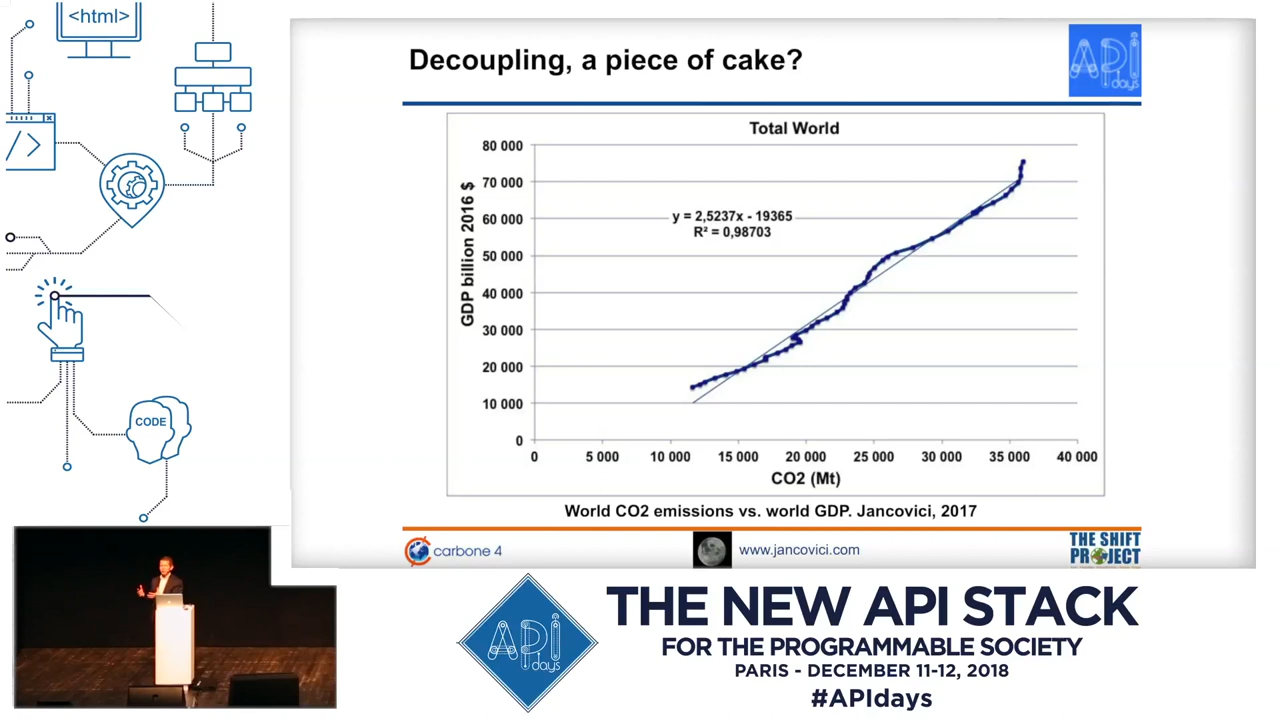 <html>
</>
CODE
Decoupling, a piece of cake?
API
days
Total World
GDP billion 2016 $
80 000
70 000
60 000
50 000
40 000
30 000
20 000
10 000
0
y = 2,5237x - 19365
R² = 0,98703
0
5 000
10 000
15 000
20 000
25 000
30 000
35 000
40 000
CO2 (Mt)
World CO2 emissions vs. world GDP. Jancovici, 2017
carbone 4
www.jancovici.com
THE SHIFT
PROJECT
API
days
THE NEW API STACK
FOR THE PROGRAMMABLE SOCIETY
PARIS - DECEMBER 11-12, 2018
#APIdays